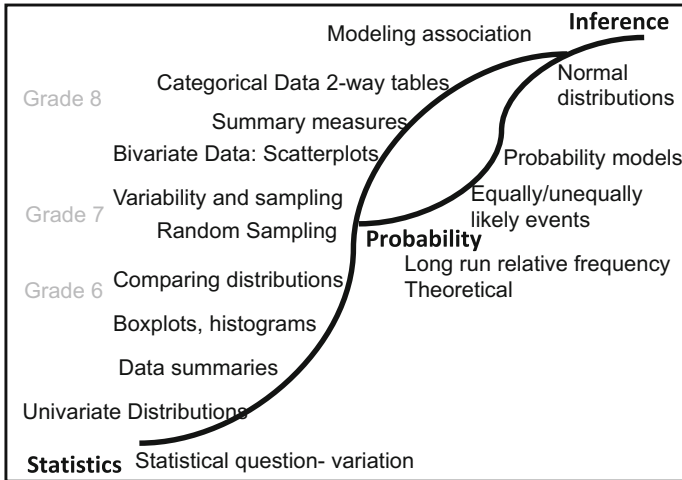 Inference
Modeling association
Normal
distributions
Categorical Data 2-way tables
Grade 8
Summary measures
Bivariate Data: Scatterplots
Probability models
Variability and sampling
Equally/unequally
likely events
Grade 7
Random Sampling
Probability
Long run relative frequency
Theoretical
Comparing distributions
Grade 6
Boxplots, histograms
Data summaries
Univariate Distributions
Statistics Statistical question- variation